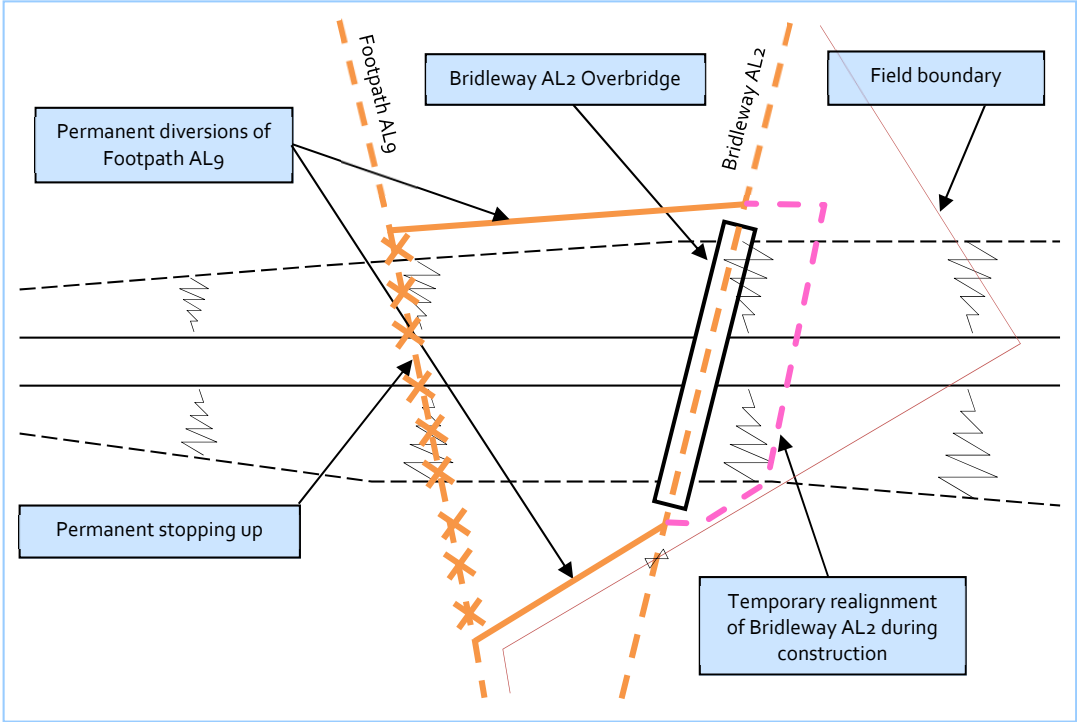 Footpath AL9
Bridleway AL2 Overbridge
Bridleway AL2
Field boundary
Permanent diversions of
Footpath AL9
Permanent stopping up
Temporary realignment
of Bridleway AL2 during
construction